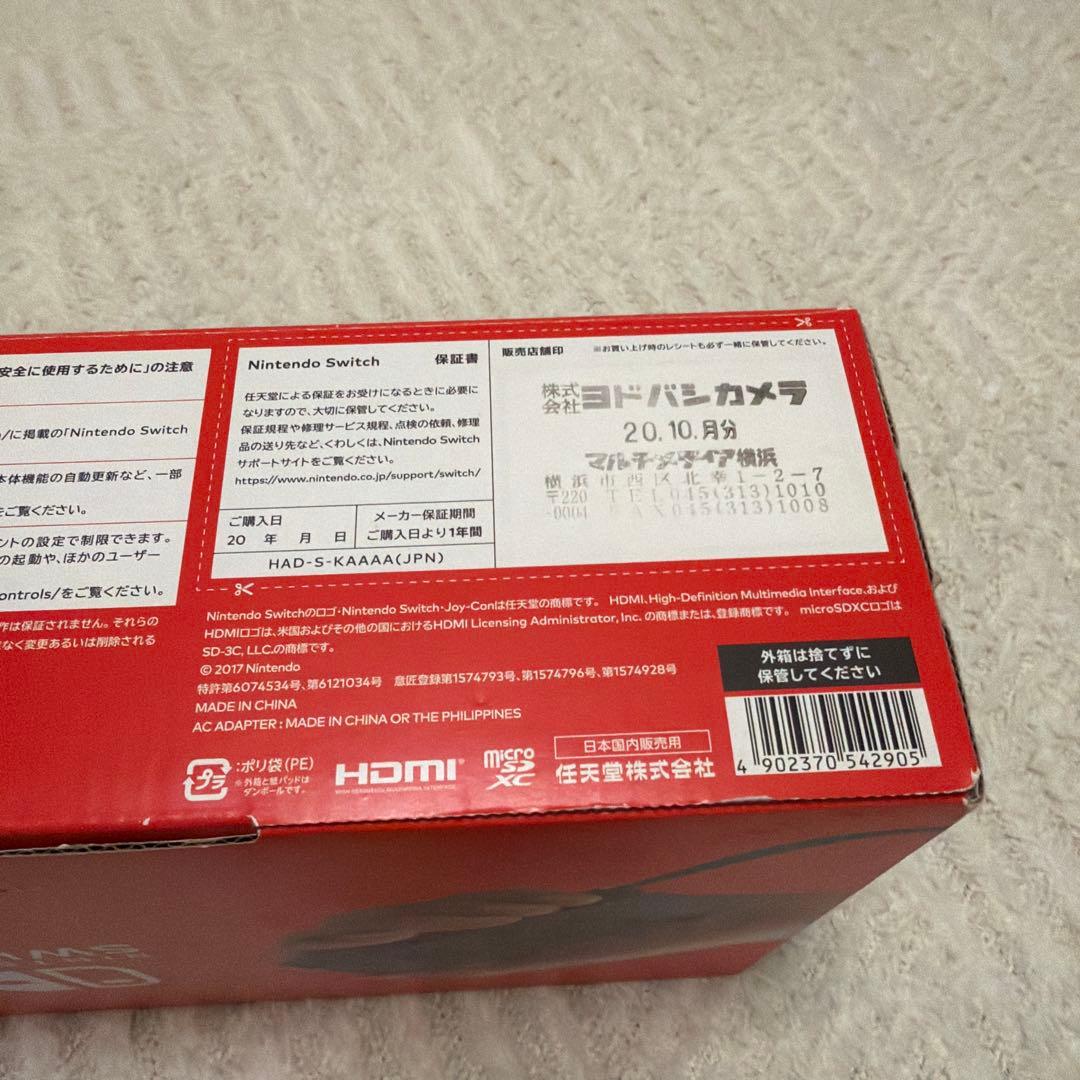 安全に使用するために」の注意
/に掲載の「Nintendo Switch
本体機能の自動更新など、一部
をご覧ください。
ントの設定で制限できます。
の起動や、ほかのユーザー
ontrols/をご覧ください。
作は保証されません。それらの
なく変更あるいは削除される
Nintendo Switch 保証書
任天堂による保証をお受けになるときに必要に
なりますので、大切に保管してください。
保証規程や修理サービス規程、点検の依頼、修理
品の送り先など、くわしくは、Nintendo Switch
サポートサイトをご覧ください。
https://www.nintendo.co.jp/support/switch/
ご購入日
20 年 月 日
メーカー保証期間
ご購入日より1年間
HAD-S-KAAAA(JPN)
販売店舗印 ※お買い上げ時のレシートも必ず一緒に保管してください。
株式会社ヨドバシカメラ
20.10.月分
マルチメディア横浜
横浜市西区北幸1-2-7
〒220 TEL045(313)1010
-0004 FAX045(313)1008
Nintendo Switchのロゴ・Nintendo Switch・Joy-Conは任天堂の商標です。 HDMI、High-Definition Multimedia Interface、および
HDMIロゴは、米国およびその他の国におけるHDMI Licensing Administrator, Inc. の商標または、登録商標です。 microSDXCロゴは
SD-3C, LLC.の商標です。
© 2017 Nintendo
特許第6074534号、第6121034号 意匠登録第1574793号、第1574796号、第1574928号
MADE IN CHINA
AC ADAPTER : MADE IN CHINA OR THE PHILIPPINES
プラ
:ポリ袋(PE)
※外箱と紙パッドは
ダンボールです。
HDMI
HIGH-DEFINITION MULTIMEDIA INTERFACE
micro
SD
XC
日本国内販売用
任天堂株式会社
外箱は捨てずに
保管してください
4 902370 542905